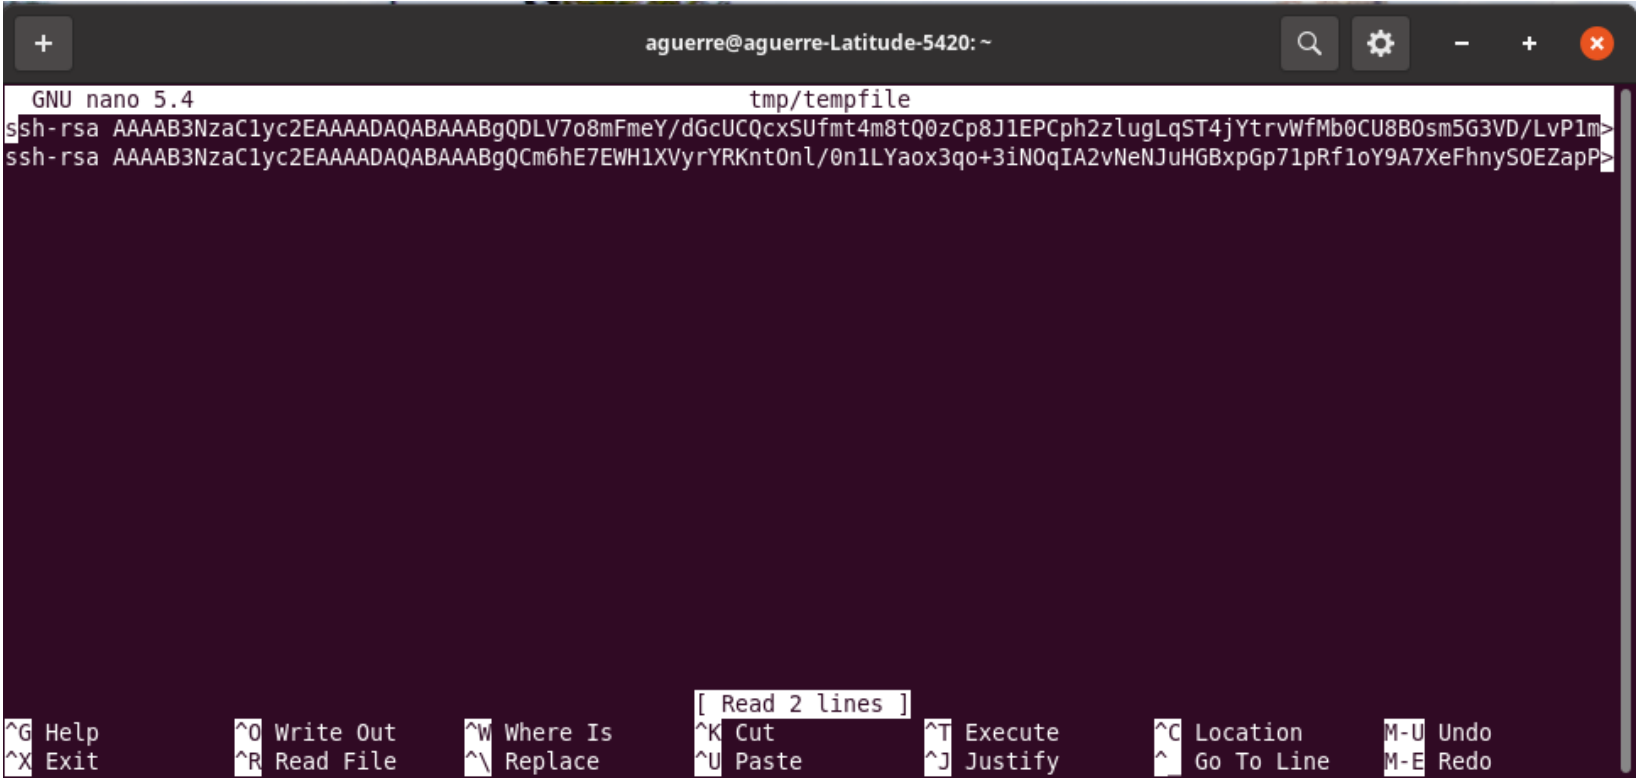 aguerre@aguerre-Latitude-5420: ~
GNU nano 5.4 tmp/tempfile
ssh-rsa AAAAB3NzaC1yc2EAAAADAQABAAABgQDLV7o8mFmeY/dGcUCQcxSUfmt4m8tQ0zCp8J1EPCph2zlugLqST4jYtrvWfMb0CU8BOsm5G3VD/LvP1m>
ssh-rsa AAAAB3NzaC1yc2EAAAADAQABAAABgQCm6hE7EWH1XVyrYRKntOnl/0n1LYaox3qo+3iNOqIA2vNeNJuHGBxpGp71pRf1oY9A7XeFhnySOEZapP>
[ Read 2 lines ]
^G Help ^O Write Out ^W Where Is ^K Cut ^T Execute ^C Location M-U Undo
^X Exit ^R Read File ^\ Replace ^U Paste ^J Justify ^_ Go To Line M-E Redo